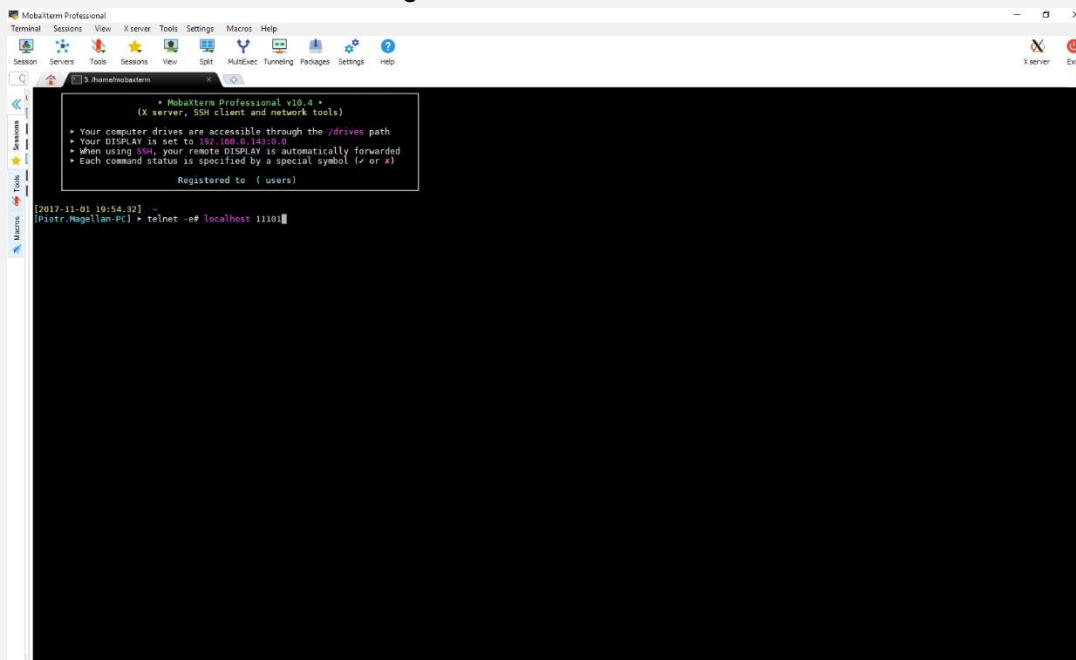 MobaXterm Professional
Terminal Sessions View X server Tools Settings Macros Help
Session Servers Tools Sessions View Split MultiExec Tunneling Packages Settings Help X server Exi
3. /home/mobaxterm
Sessions
Tools
Macros
• MobaXterm Professional v10.4 •
(X server, SSH client and network tools)
➤ Your computer drives are accessible through the /drives path
➤ Your DISPLAY is set to 192.168.0.143:0.0
➤ When using SSH, your remote DISPLAY is automatically forwarded
➤ Each command status is specified by a special symbol (✓ or ✗)
Registered to ( users)
[2017-11-01 19:54.32] ~
[Piotr.Magellan-PC] ➤ telnet -e# localhost 11101